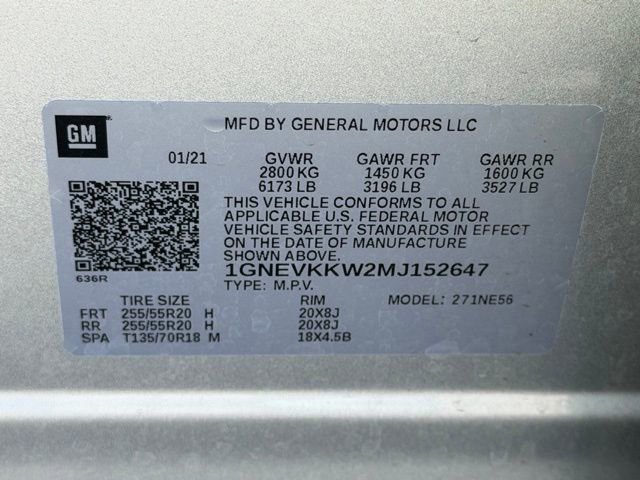 GM
MFD BY GENERAL MOTORS LLC
01/21 GVWR GAWR FRT GAWR RR
2800 KG 1450 KG 1600 KG
6173 LB 3196 LB 3527 LB
THIS VEHICLE CONFORMS TO ALL
APPLICABLE U.S. FEDERAL MOTOR
VEHICLE SAFETY STANDARDS IN EFFECT
ON THE DATE OF MANUFACTURE
636R
1GNEVKKW2MJ152647
TYPE: M.P.V.
TIRE SIZE RIM MODEL: 271NE56
FRT 255/55R20 H 20X8J
RR 255/55R20 H 20X8J
SPA T135/70R18 M 18X4.5B